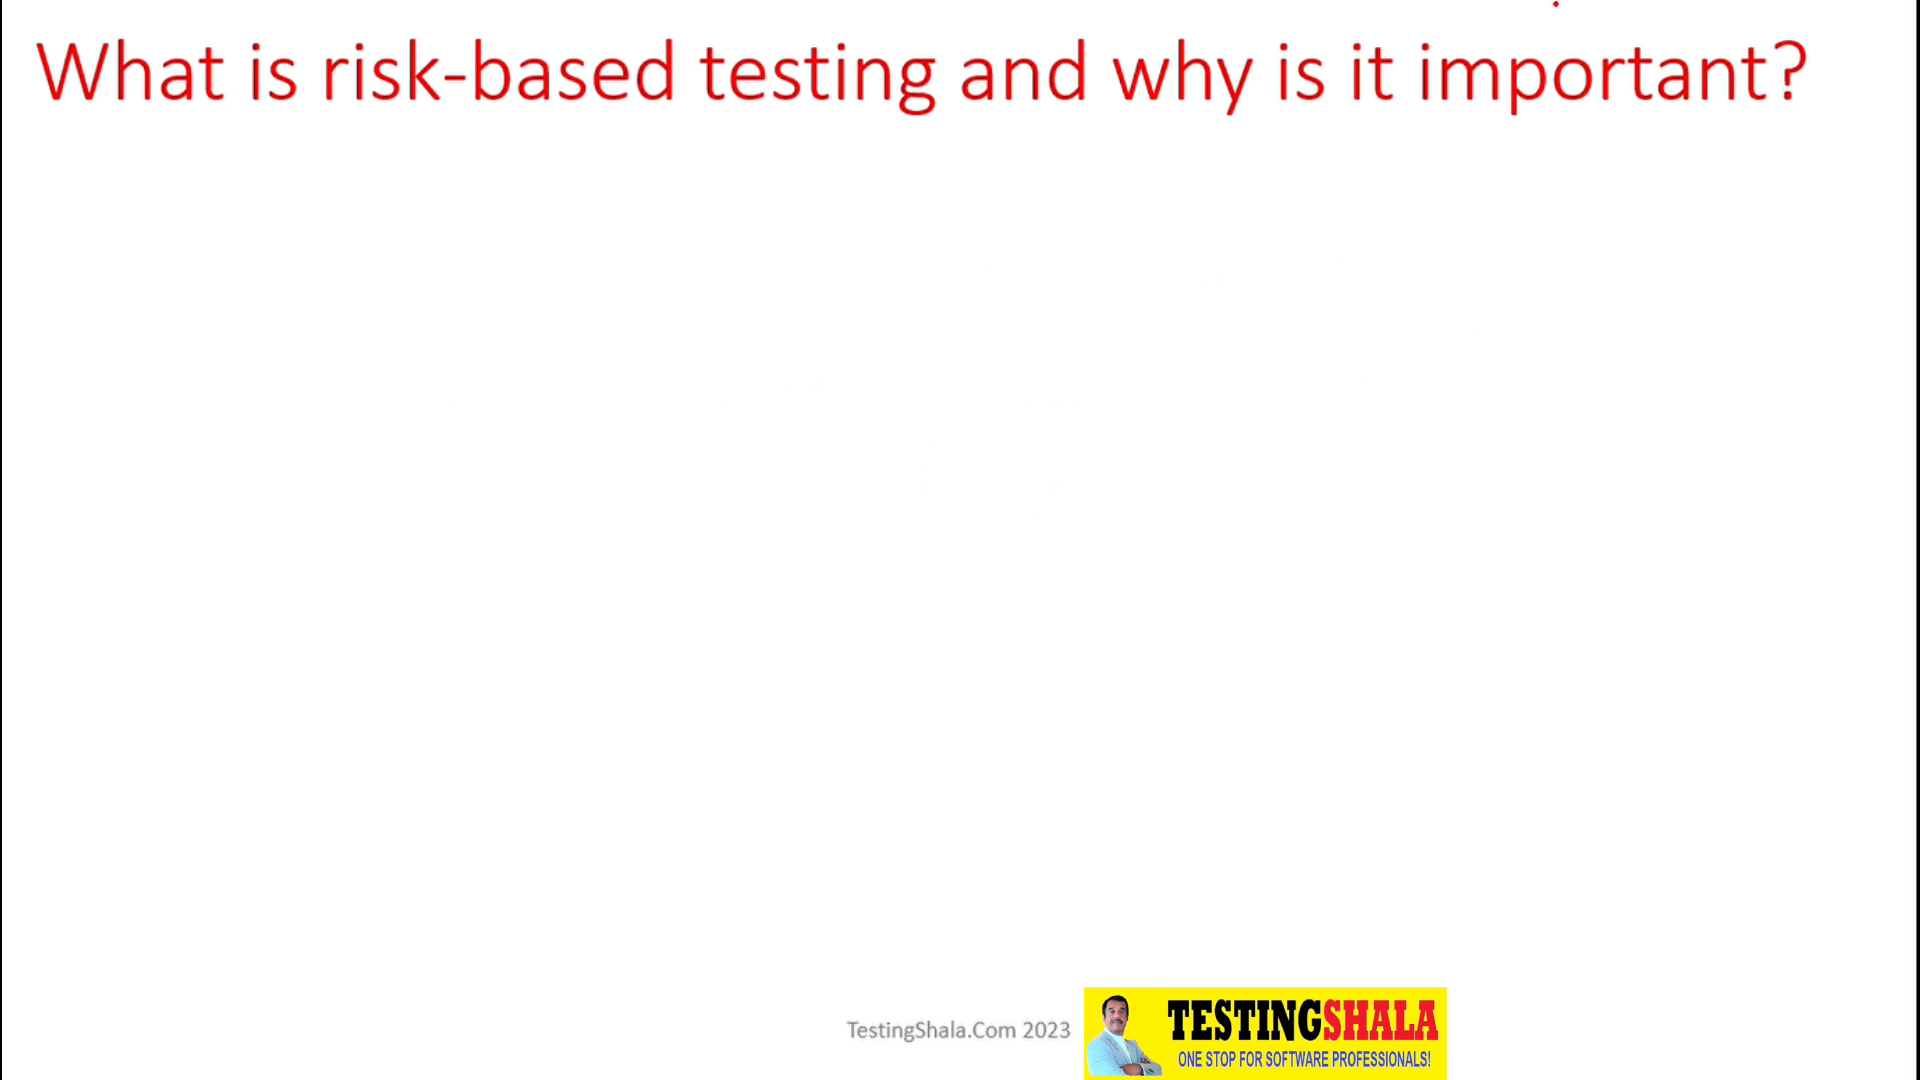 What is risk-based testing and why is it important?
TestingShala.Com 2023
TESTINGSHALA
ONE STOP FOR SOFTWARE PROFESSIONALS!